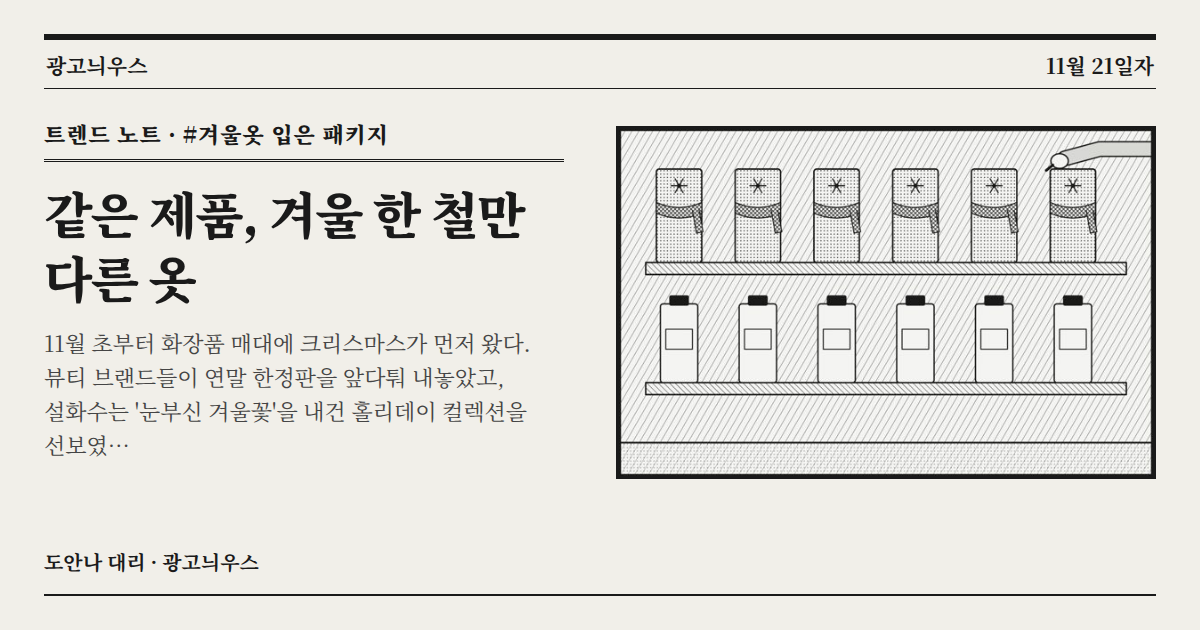 광고늬우스
11월 21일자
트렌드 노트 · #겨울옷 입은 패키지
같은 제품, 겨울 한 철만
다른 옷
11월 초부터 화장품 매대에 크리스마스가 먼저 왔다.
뷰티 브랜드들이 연말 한정판을 앞다퉈 내놓았고,
설화수는 '눈부신 겨울꽃'을 내건 홀리데이 컬렉션을
선보였…
도안나 대리 · 광고늬우스